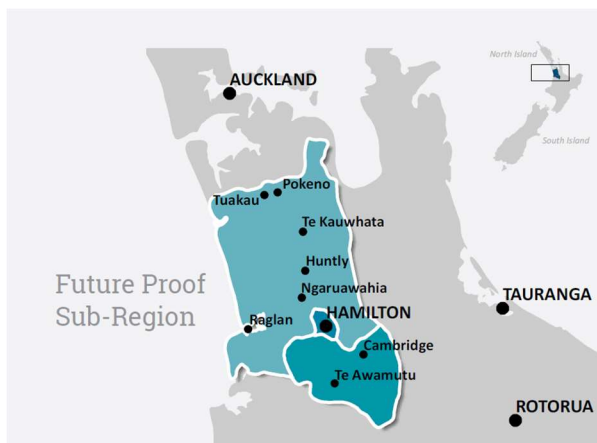 North Island
AUCKLAND
South Island
Pokeno
Tuakau
Te Kauwhata
Huntly
Future Proof
Sub-Region
Ngaruawahia
TAURANGA
HAMILTON
Raglan
Cambridge
Te Awamutu
ROTORUA